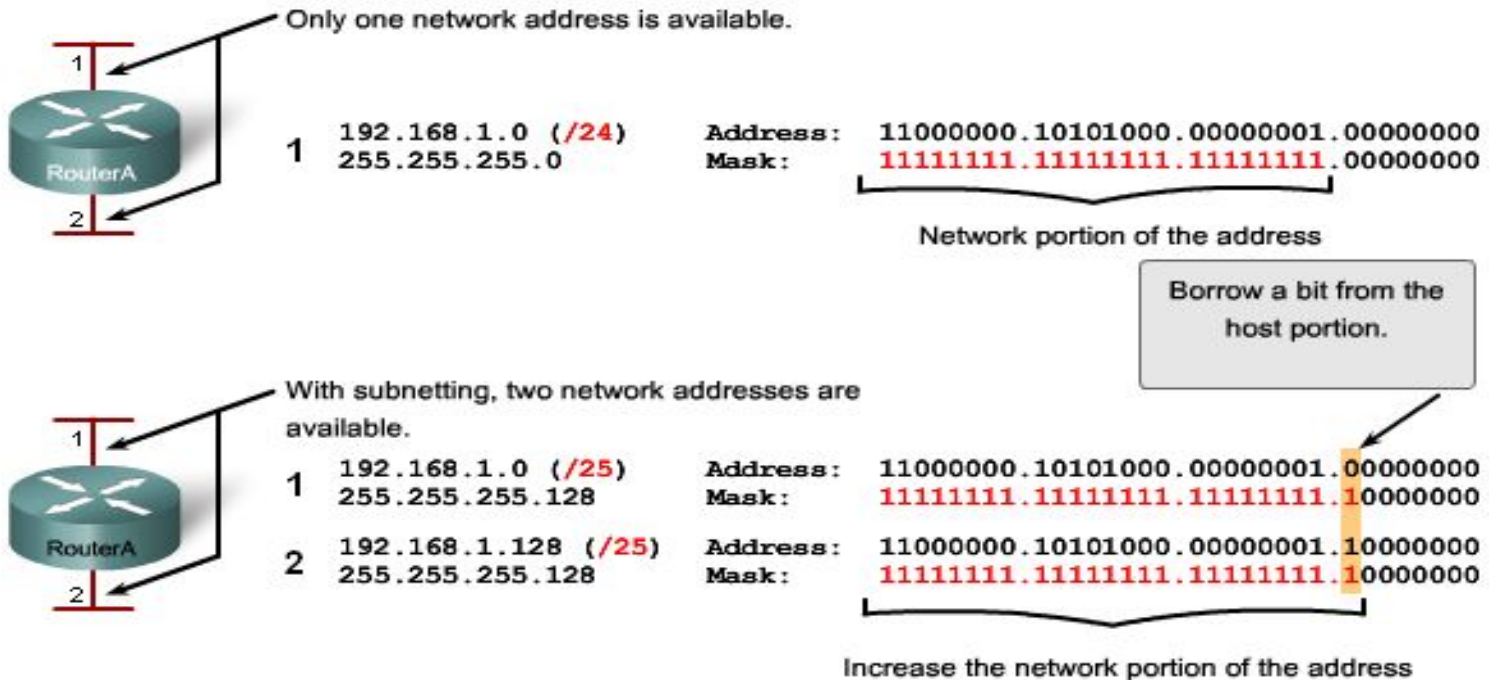 Only one network address is available.
1
RouterA
2
1 192.168.1.0 (/24) Address: 11000000.10101000.00000001.00000000
255.255.255.0 Mask: 11111111.11111111.11111111.00000000
Network portion of the address
Borrow a bit from the
host portion.
With subnetting, two network addresses are
available.
1
RouterA
2
1 192.168.1.0 (/25) Address: 11000000.10101000.00000001.00000000
255.255.255.128 Mask: 11111111.11111111.11111111.10000000
2 192.168.1.128 (/25) Address: 11000000.10101000.00000001.10000000
255.255.255.128 Mask: 11111111.11111111.11111111.10000000
Increase the network portion of the address